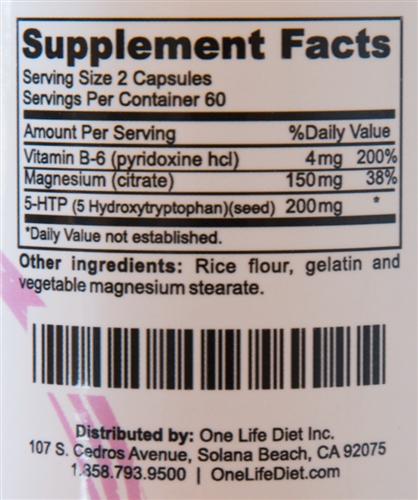 Supplement Facts
Serving Size 2 Capsules
Servings Per Container 60
Amount Per Serving %Daily Value
Vitamin B-6 (pyridoxine hcl) 4mg 200%
Magnesium (citrate) 150mg 38%
5-HTP (5 Hydroxytryptophan)(seed) 200mg *
*Daily Value not established.
Other ingredients: Rice flour, gelatin and
vegetable magnesium stearate.
Distributed by: One Life Diet Inc.
107 S. Cedros Avenue, Solana Beach, CA 92075
1.858.793.9500 | OneLifeDiet.com